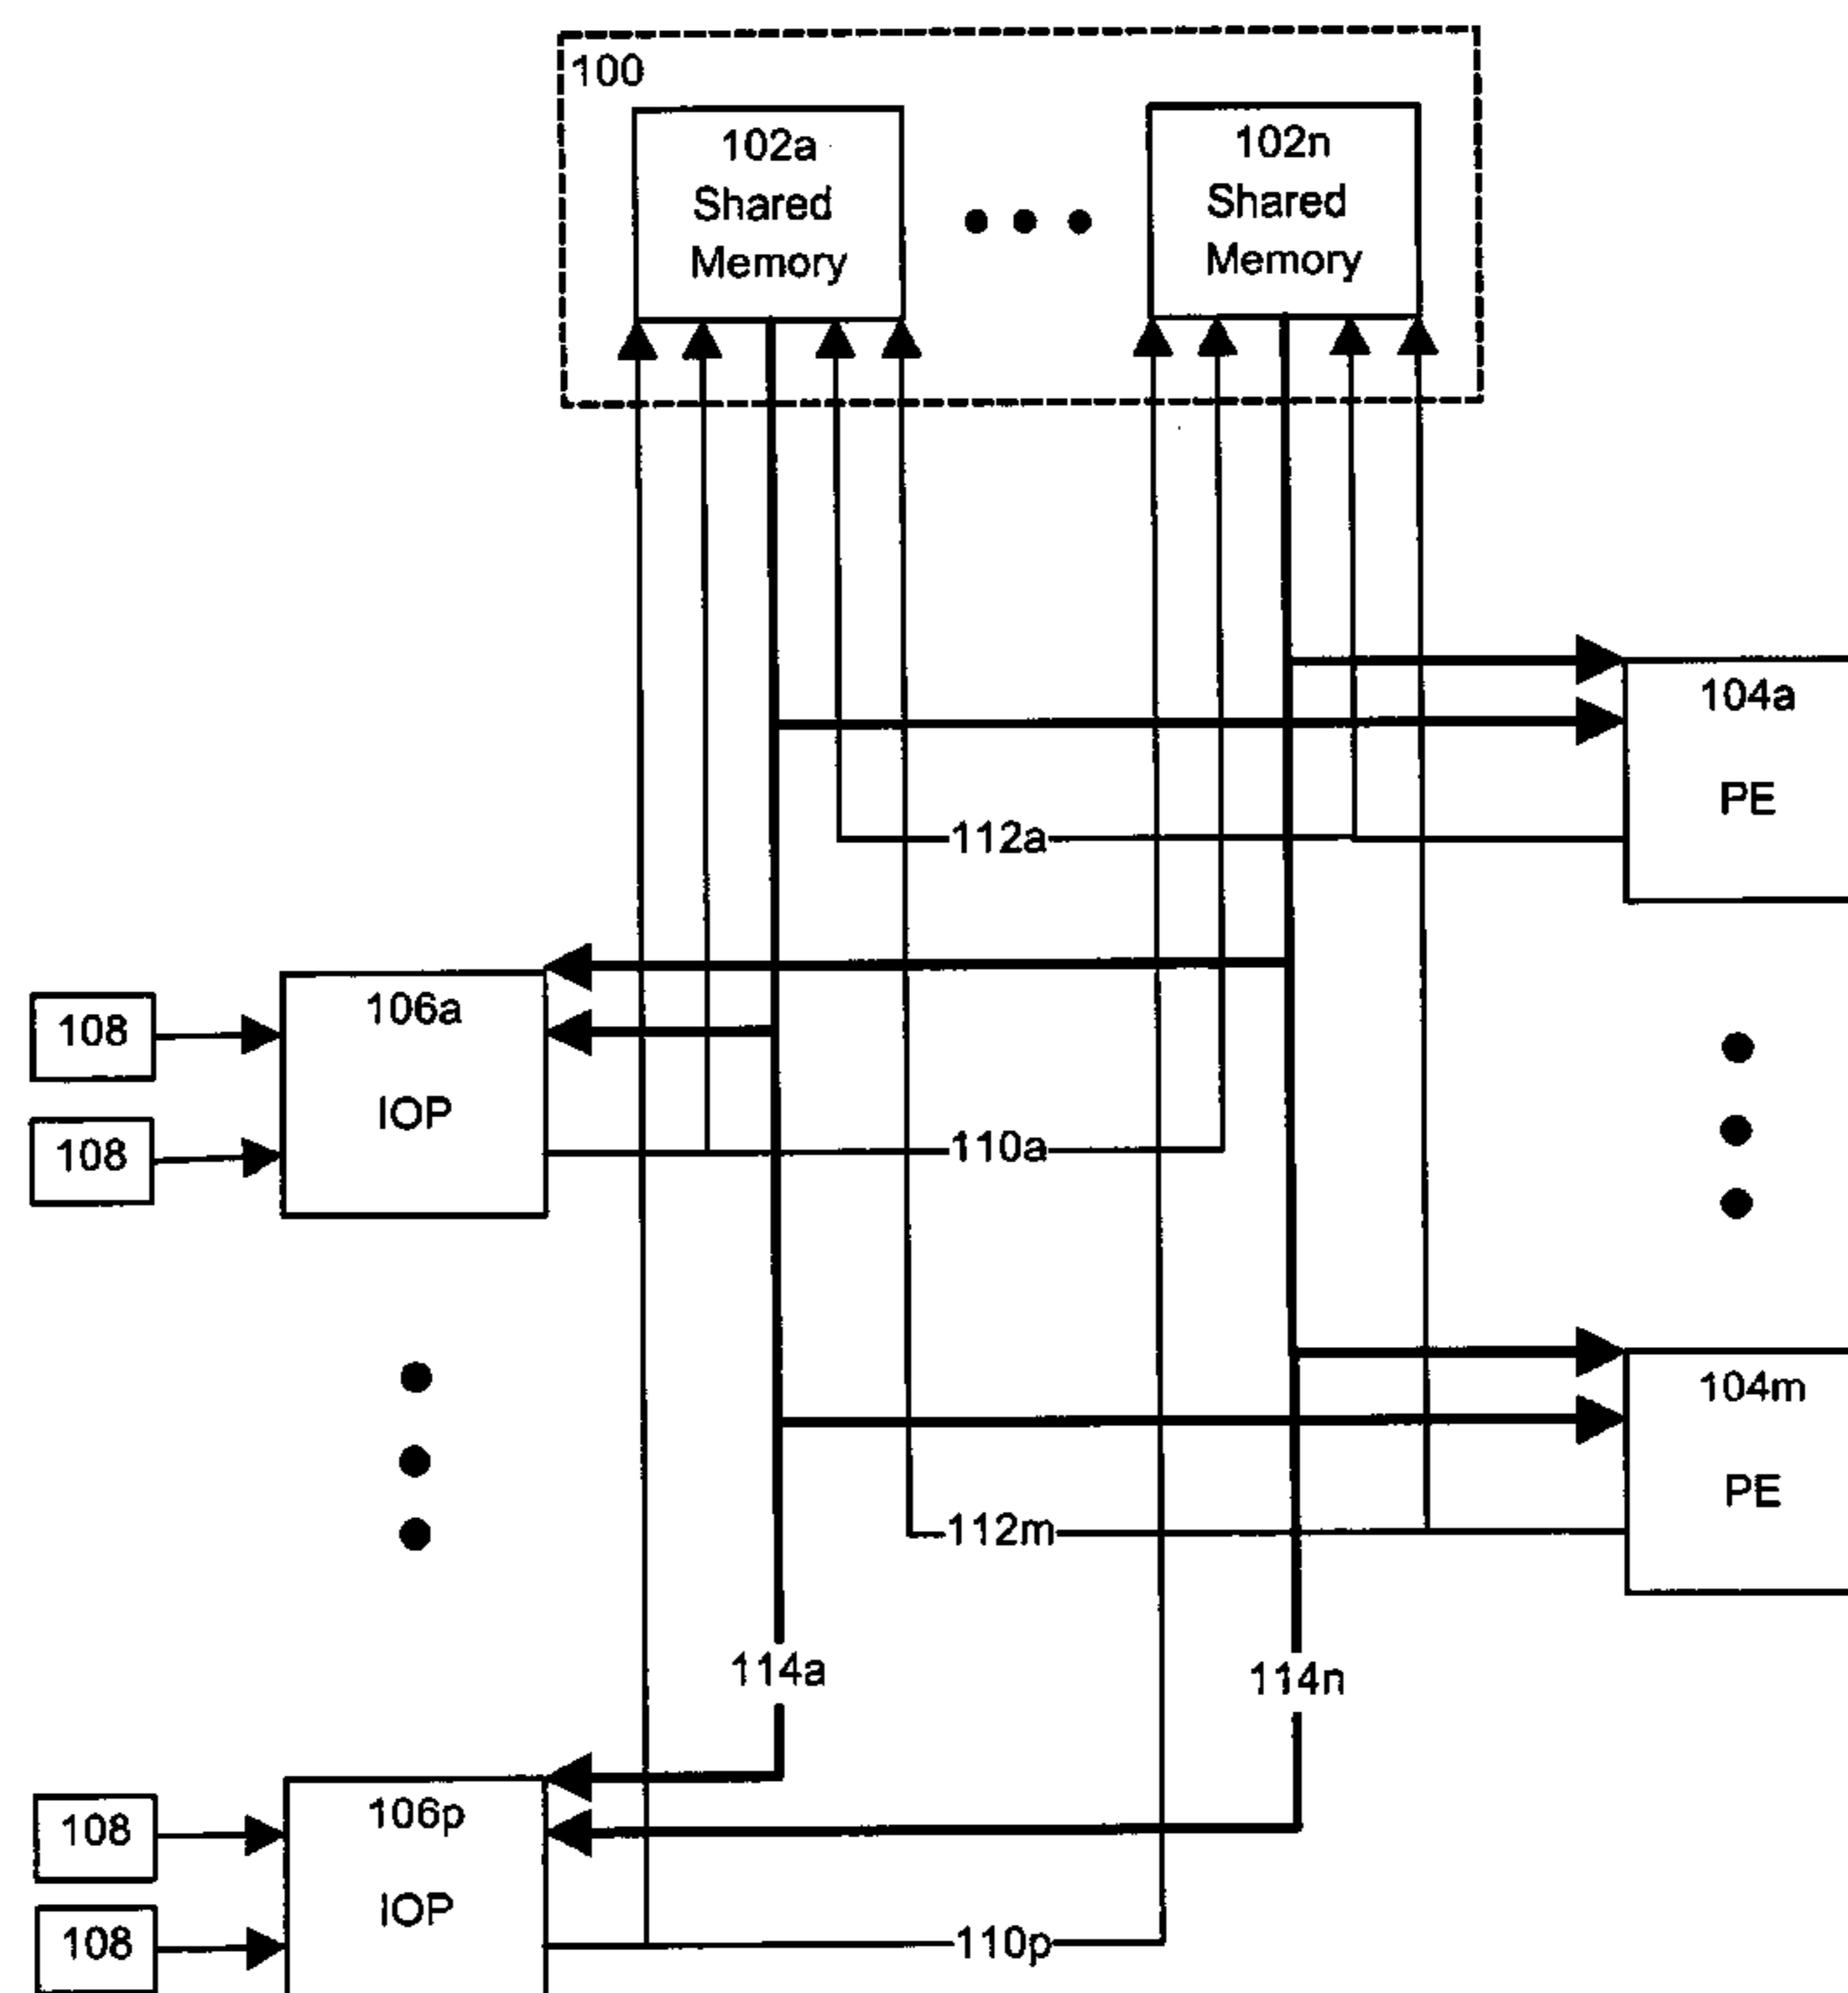 100
102a
Shared
Memory
102n
Shared
Memory
104a
PE
112a
106a
IOP
108
108
110a
104m
PE
112m
114a
114n
106p
IOP
108
108
110p